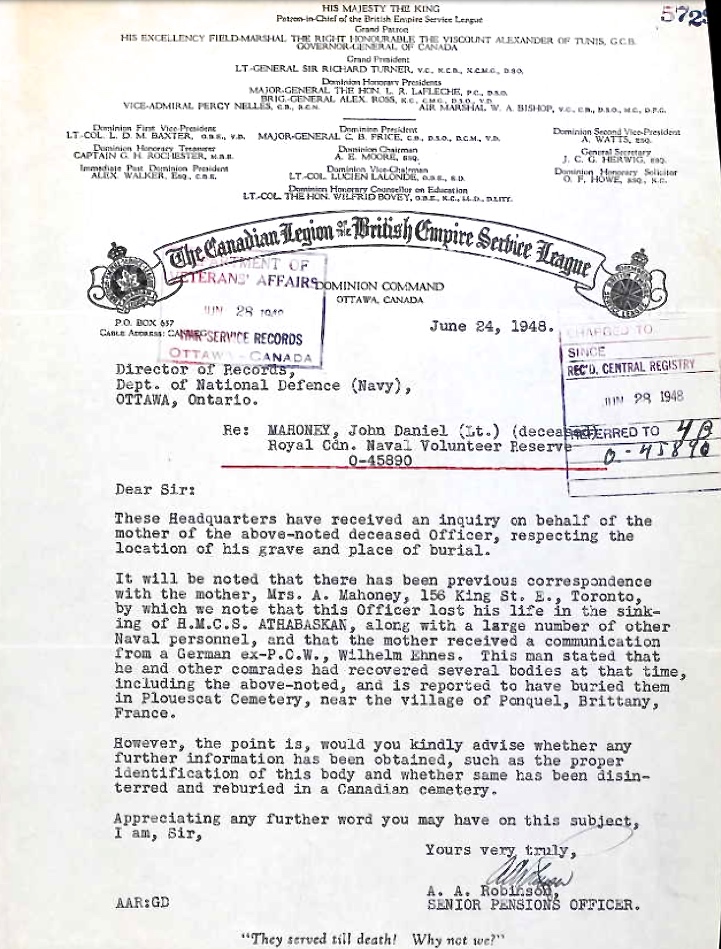 5725
HIS MAJESTY THE KING
Patron-in-Chief of the British Empire Service League
Grand Patron
HIS EXCELLENCY FIELD-MARSHAL THE RIGHT HONOURABLE THE VISCOUNT ALEXANDER OF TUNIS, G.C.B.
GOVERNOR-GENERAL OF CANADA
Grand President
LT-GENERAL SIR RICHARD TURNER, V.C., K.C.B., K.C.M.G., D.S.O.
Dominion Honorary Presidents
MAJOR-GENERAL THE HON. L. R. LAFLECHE, P.C., D.S.O.
BRIG.-GENERAL ALEX. ROSS, K.C., C.M.G., D.S.O., V.D.
VICE-ADMIRAL PERCY NELLES, C.B., R.C.N. AIR MARSHAL W. A. BISHOP, V.C., C.B., D.S.O., M.C., D.F.C.
Dominion First Vice-President Dominion President Dominion Second Vice-President
LT-COL. L. D. M. BAXTER, O.B.E., V.D. MAJOR-GENERAL C. B. PRICE, C.B., D.S.O., D.C.M., V.D. A. WATTS, ESQ.
Dominion Honorary Treasurer Dominion Chairman General Secretary
CAPTAIN G. H. ROCHESTER, M.B.E. A. E. MOORE, ESQ. J. C. G. HERWIG, ESQ.
Immediate Past Dominion President Dominion Vice-Chairman Dominion Honorary Solicitor
ALEX. WALKER, Esq., C.B.E. LT.-COL. LUCIEN LALONDE, O.B.E., E.D. O. F. HOWE, ESQ., K.C.
Dominion Honorary Counsellor on Education
LT-COL. THE HON. WILFRID BOVEY, O.B.E., K.C., LL.D., D.LITT.
The Canadian Legion of the British Empire Service League
DOMINION COMMAND
OTTAWA, CANADA
DEPARTMENT OF
VETERANS' AFFAIRS
JUN 28 1948
WAR SERVICE RECORDS
OTTAWA - CANADA
P.O. BOX 657
CABLE ADDRESS:
June 24, 1948.
CHARGED TO
SINCE
REC'D. CENTRAL REGISTRY
JUN 28 1948
REFERRED TO 4B
O-45890
Director of Records,
Dept. of National Defence (Navy),
OTTAWA, Ontario.
Re: MAHONEY, John Daniel (Lt.) (deceased)
Royal Cdn. Naval Volunteer Reserve
O-45890
Dear Sir:
These Headquarters have received an inquiry on behalf of the
mother of the above-noted deceased Officer, respecting the
location of his grave and place of burial.
It will be noted that there has been previous correspondence
with the mother, Mrs. A. Mahoney, 156 King St. E., Toronto,
by which we note that this Officer lost his life in the sink-
ing of H.M.C.S. ATHABASKAN, along with a large number of other
Naval personnel, and that the mother received a communication
from a German ex-P.C.W., Wilhelm Ehnes. This man stated that
he and other comrades had recovered several bodies at that time,
including the above-noted, and is reported to have buried them
in Plouescat Cemetery, near the village of Ponquel, Brittany,
France.
However, the point is, would you kindly advise whether any
further information has been obtained, such as the proper
identification of this body and whether same has been disin-
terred and reburied in a Canadian cemetery.
Appreciating any further word you may have on this subject,
I am, Sir,
Yours very truly,
A. A. Robinson,
AAR:GD SENIOR PENSIONS OFFICER.
"They served till death! Why not we?"